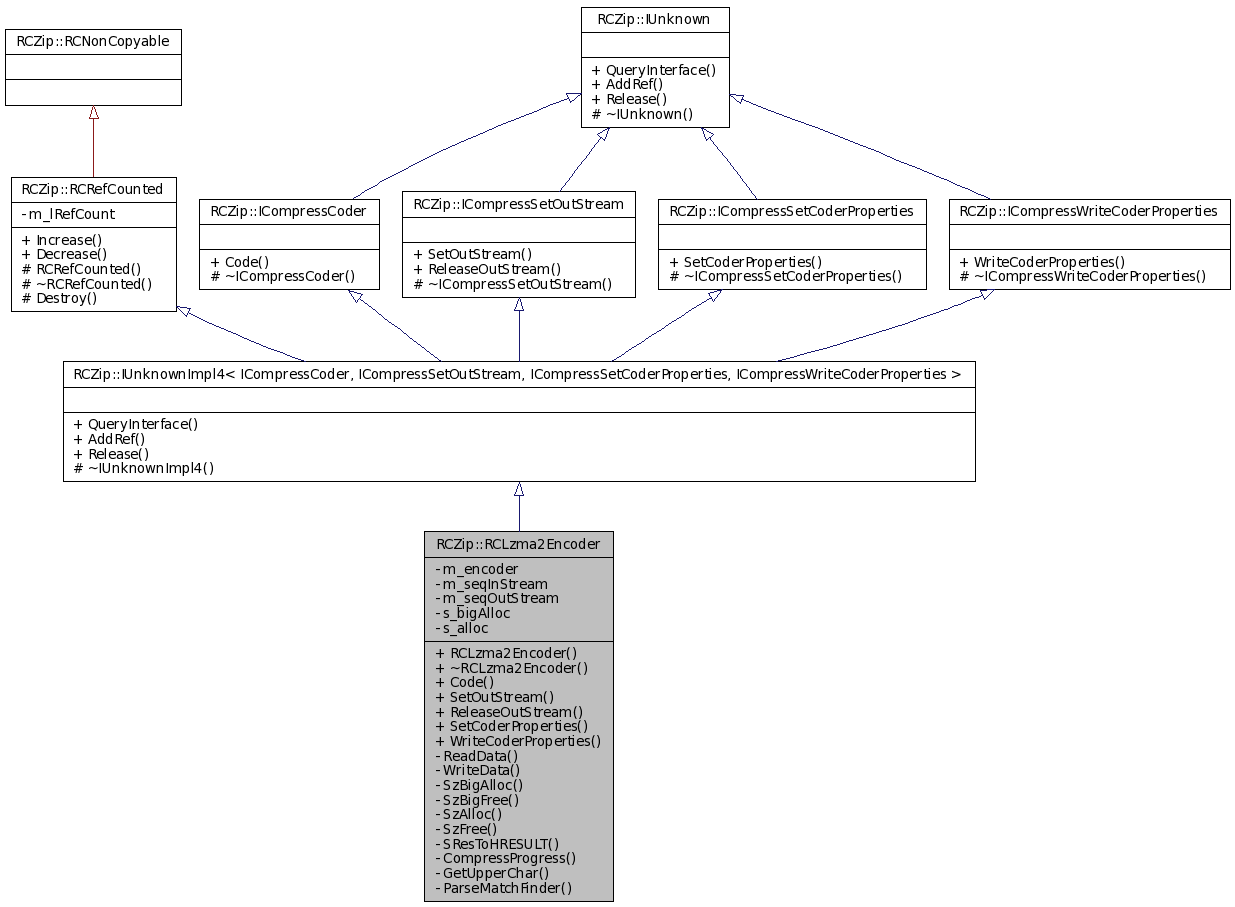 RCZip::IUnknown
+ QueryInterface()
+ AddRef()
+ Release()
# ~IUnknown()
RCZip::RCNonCopyable
RCZip::RCRefCounted
- m_lRefCount
+ Increase()
+ Decrease()
# RCRefCounted()
# ~RCRefCounted()
# Destroy()
RCZip::ICompressCoder
+ Code()
# ~ICompressCoder()
RCZip::ICompressSetOutStream
+ SetOutStream()
+ ReleaseOutStream()
# ~ICompressSetOutStream()
RCZip::ICompressSetCoderProperties
+ SetCoderProperties()
# ~ICompressSetCoderProperties()
RCZip::ICompressWriteCoderProperties
+ WriteCoderProperties()
# ~ICompressWriteCoderProperties()
RCZip::IUnknownImpl4< ICompressCoder, ICompressSetOutStream, ICompressSetCoderProperties, ICompressWriteCoderProperties >
+ QueryInterface()
+ AddRef()
+ Release()
# ~IUnknownImpl4()
RCZip::RCLzma2Encoder
- m_encoder
- m_seqInStream
- m_seqOutStream
- s_bigAlloc
- s_alloc
+ RCLzma2Encoder()
+ ~RCLzma2Encoder()
+ Code()
+ SetOutStream()
+ ReleaseOutStream()
+ SetCoderProperties()
+ WriteCoderProperties()
- ReadData()
- WriteData()
- SzBigAlloc()
- SzBigFree()
- SzAlloc()
- SzFree()
- SResToHRESULT()
- CompressProgress()
- GetUpperChar()
- ParseMatchFinder()